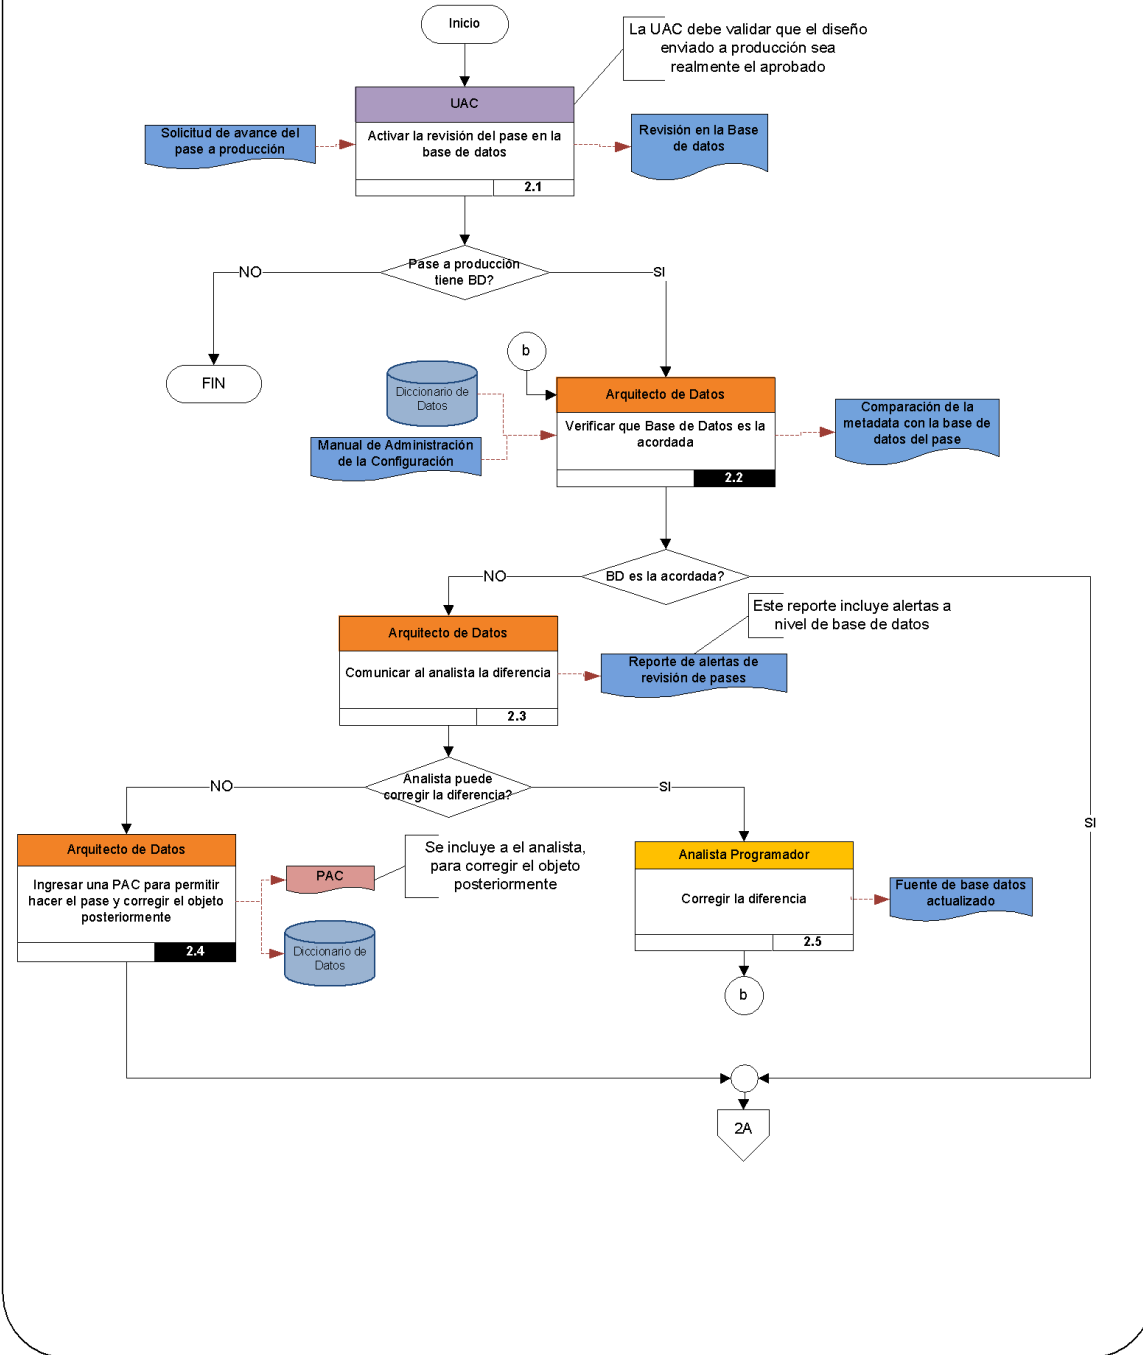 Inicio
La UAC debe validar que el diseño
enviado a producción sea
realmente el aprobado
UAC
Solicitud de avance del
pase a producción
Activar la revisión del pase en la
base de datos
Revisión en la Base
de datos
2.1
Pase a producción
tiene BD?
NO
SI
b
FIN
Diccionario de
Datos
Arquitecto de Datos
Verificar que Base de Datos es la
acordada
Comparación de la
metadata con la base de
datos del pase
Manual de Administración
de la Configuración
2.2
BD es la acordada?
NO
Este reporte incluye alertas a
nivel de base de datos
Arquitecto de Datos
Comunicar al analista la diferencia
Reporte de alertas de
revisión de pases
2.3
Analista puede
corregir la diferencia?
NO
SI
SI
Arquitecto de Datos
Ingresar una PAC para permitir
hacer el pase y corregir el objeto
posteriormente
2.4
PAC
Se incluye a el analista,
para corregir el objeto
posteriormente
Diccionario de
Datos
Analista Programador
Corregir la diferencia
Fuente de base datos
actualizado
2.5
b
2A